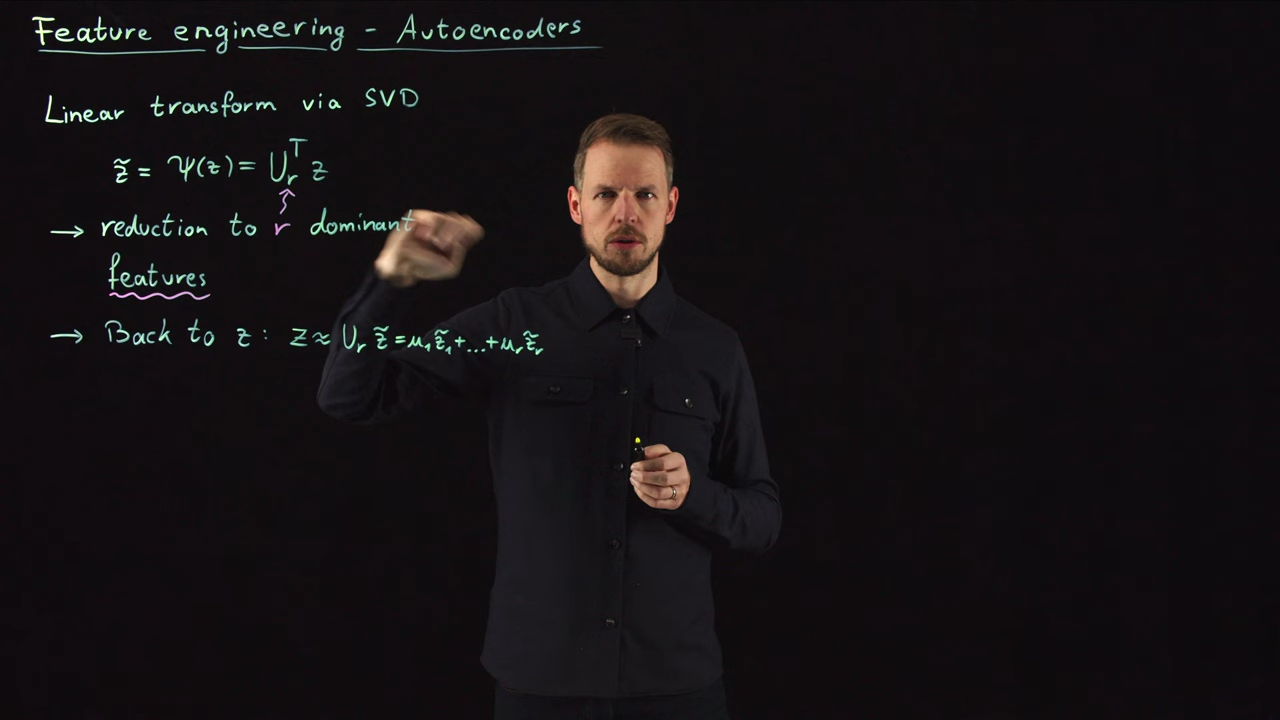 Feature engineering - Autoencoders
Linear transform via SVD
z̃ = Ψ(z) = U_r^T z
→ reduction to r dominant
features
→ Back to z : z ≈ U_r z̃ = u_1 z̃_1 + ... + u_r z̃_r